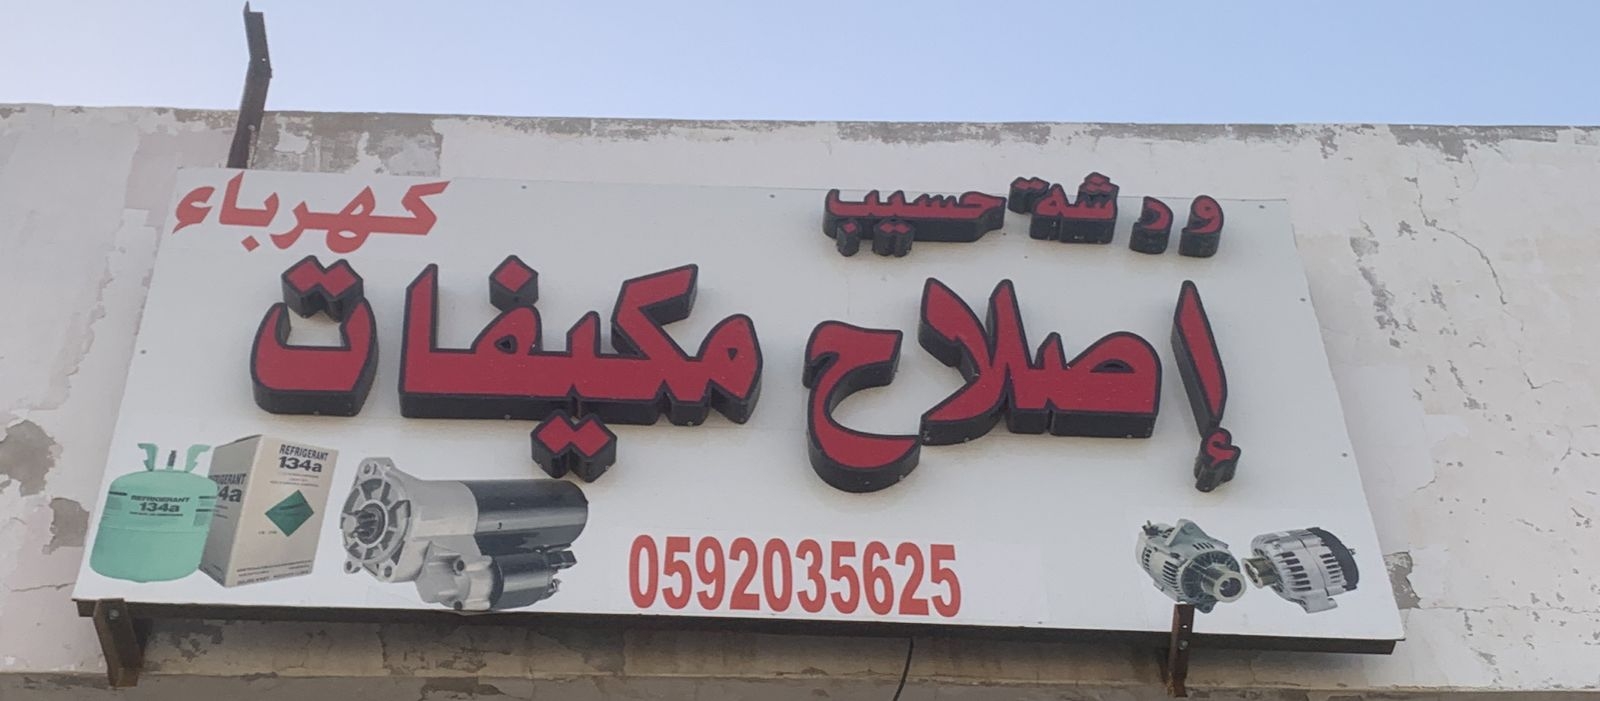 ورشة حسيب
كهرباء
إصلاح مكيفات
REFRIGERANT
134a
REFRIGERANT
134a
0592035625